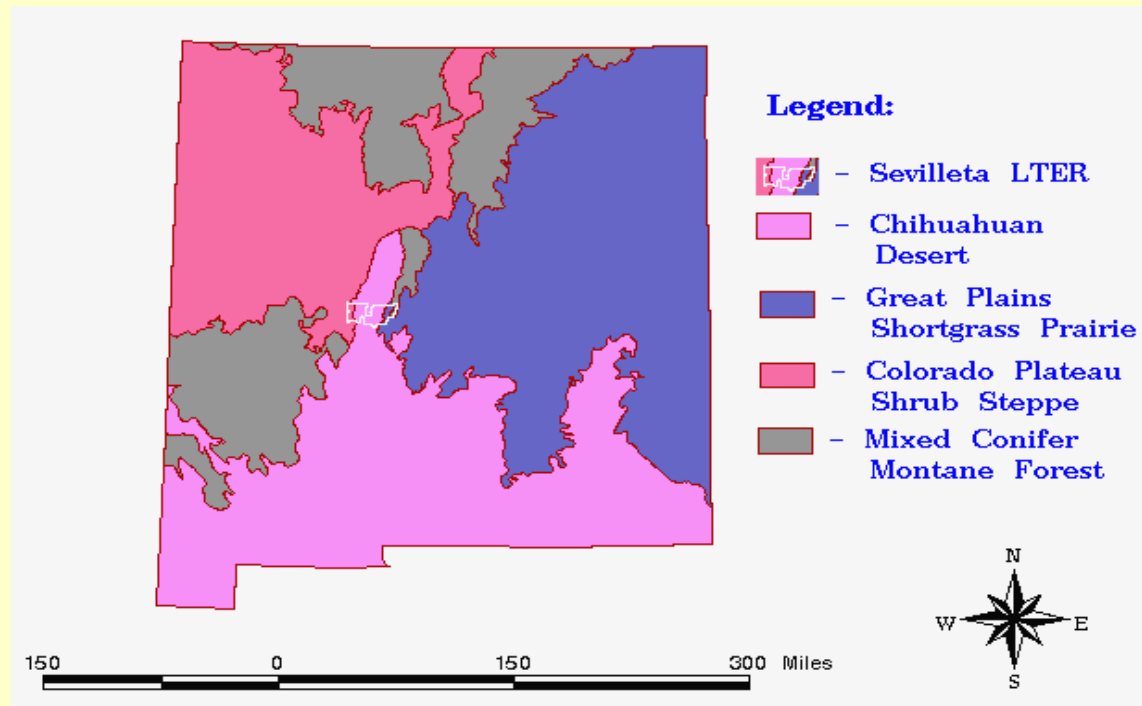 Legend:
– Sevilleta LTER
– Chihuahuan
Desert
– Great Plains
Shortgrass Prairie
– Colorado Plateau
Shrub Steppe
– Mixed Conifer
Montane Forest
N
W E
S
150 0 150 300 Miles